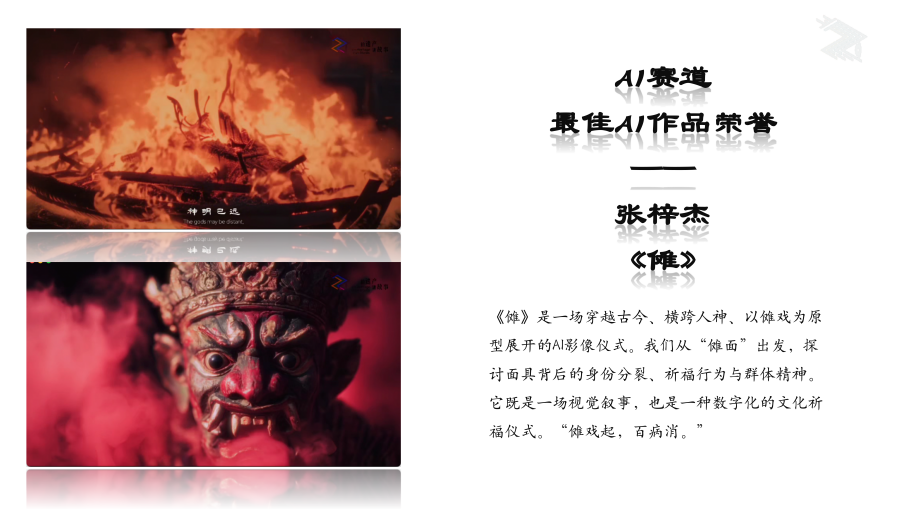 神明已远
The gods may be distant.
AI赛道
最佳AI作品荣誉
——
张梓杰
《傩》
《傩》是一场穿越古今、横跨人神、以傩戏为原
型展开的AI影像仪式。我们从“傩面”出发，探
讨面具背后的身份分裂、祈福行为与群体精神。
它既是一场视觉叙事，也是一种数字化的文化祈
福仪式。“傩戏起，百病消。”